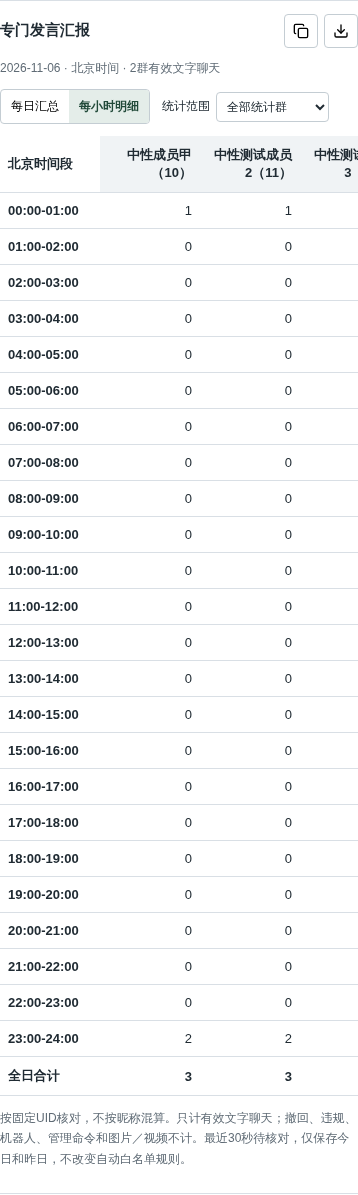 专门发言汇报
2026-11-06 · 北京时间 · 2群有效文字聊天
每日汇总 每小时明细 统计范围 全部统计群
北京时间段 中性成员甲（10） 中性测试成员2（11） 中性测 3
00:00-01:00 1 1
01:00-02:00 0 0
02:00-03:00 0 0
03:00-04:00 0 0
04:00-05:00 0 0
05:00-06:00 0 0
06:00-07:00 0 0
07:00-08:00 0 0
08:00-09:00 0 0
09:00-10:00 0 0
10:00-11:00 0 0
11:00-12:00 0 0
12:00-13:00 0 0
13:00-14:00 0 0
14:00-15:00 0 0
15:00-16:00 0 0
16:00-17:00 0 0
17:00-18:00 0 0
18:00-19:00 0 0
19:00-20:00 0 0
20:00-21:00 0 0
21:00-22:00 0 0
22:00-23:00 0 0
23:00-24:00 2 2
全日合计 3 3
按固定UID核对，不按昵称混算。只计有效文字聊天；撤回、违规、
机器人、管理命令和图片／视频不计。最近30秒待核对，仅保存今
日和昨日，不改变自动白名单规则。